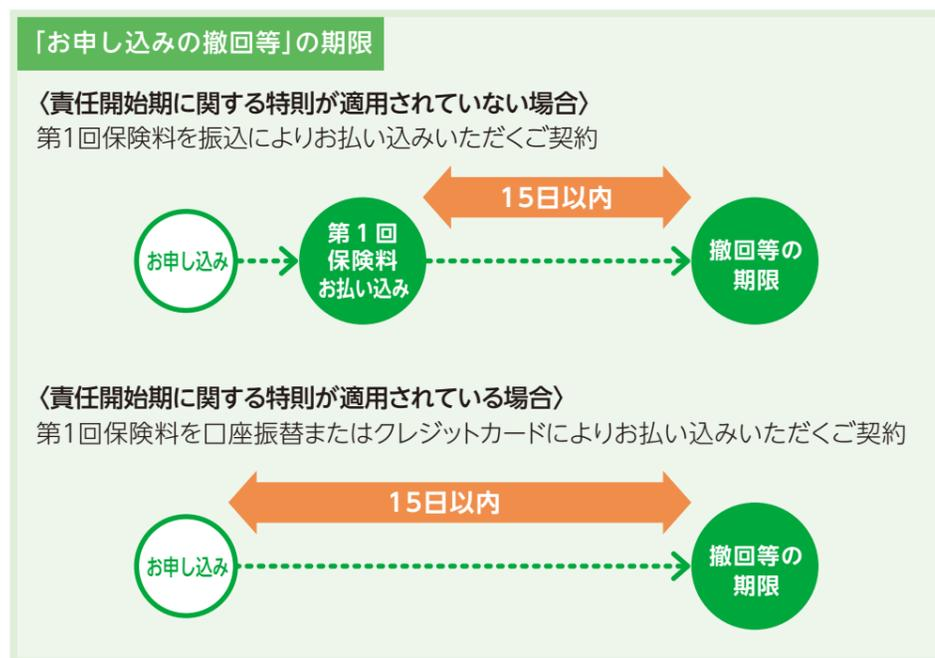 「お申し込みの撤回等」の期限
〈責任開始期に関する特則が適用されていない場合〉
第1回保険料を振込によりお払い込みいただくご契約
15日以内
お申し込み
第1回
保険料
お払い込み
撤回等の
期限
〈責任開始期に関する特則が適用されている場合〉
第1回保険料を口座振替またはクレジットカードによりお払い込みいただくご契約
15日以内
お申し込み
撤回等の
期限